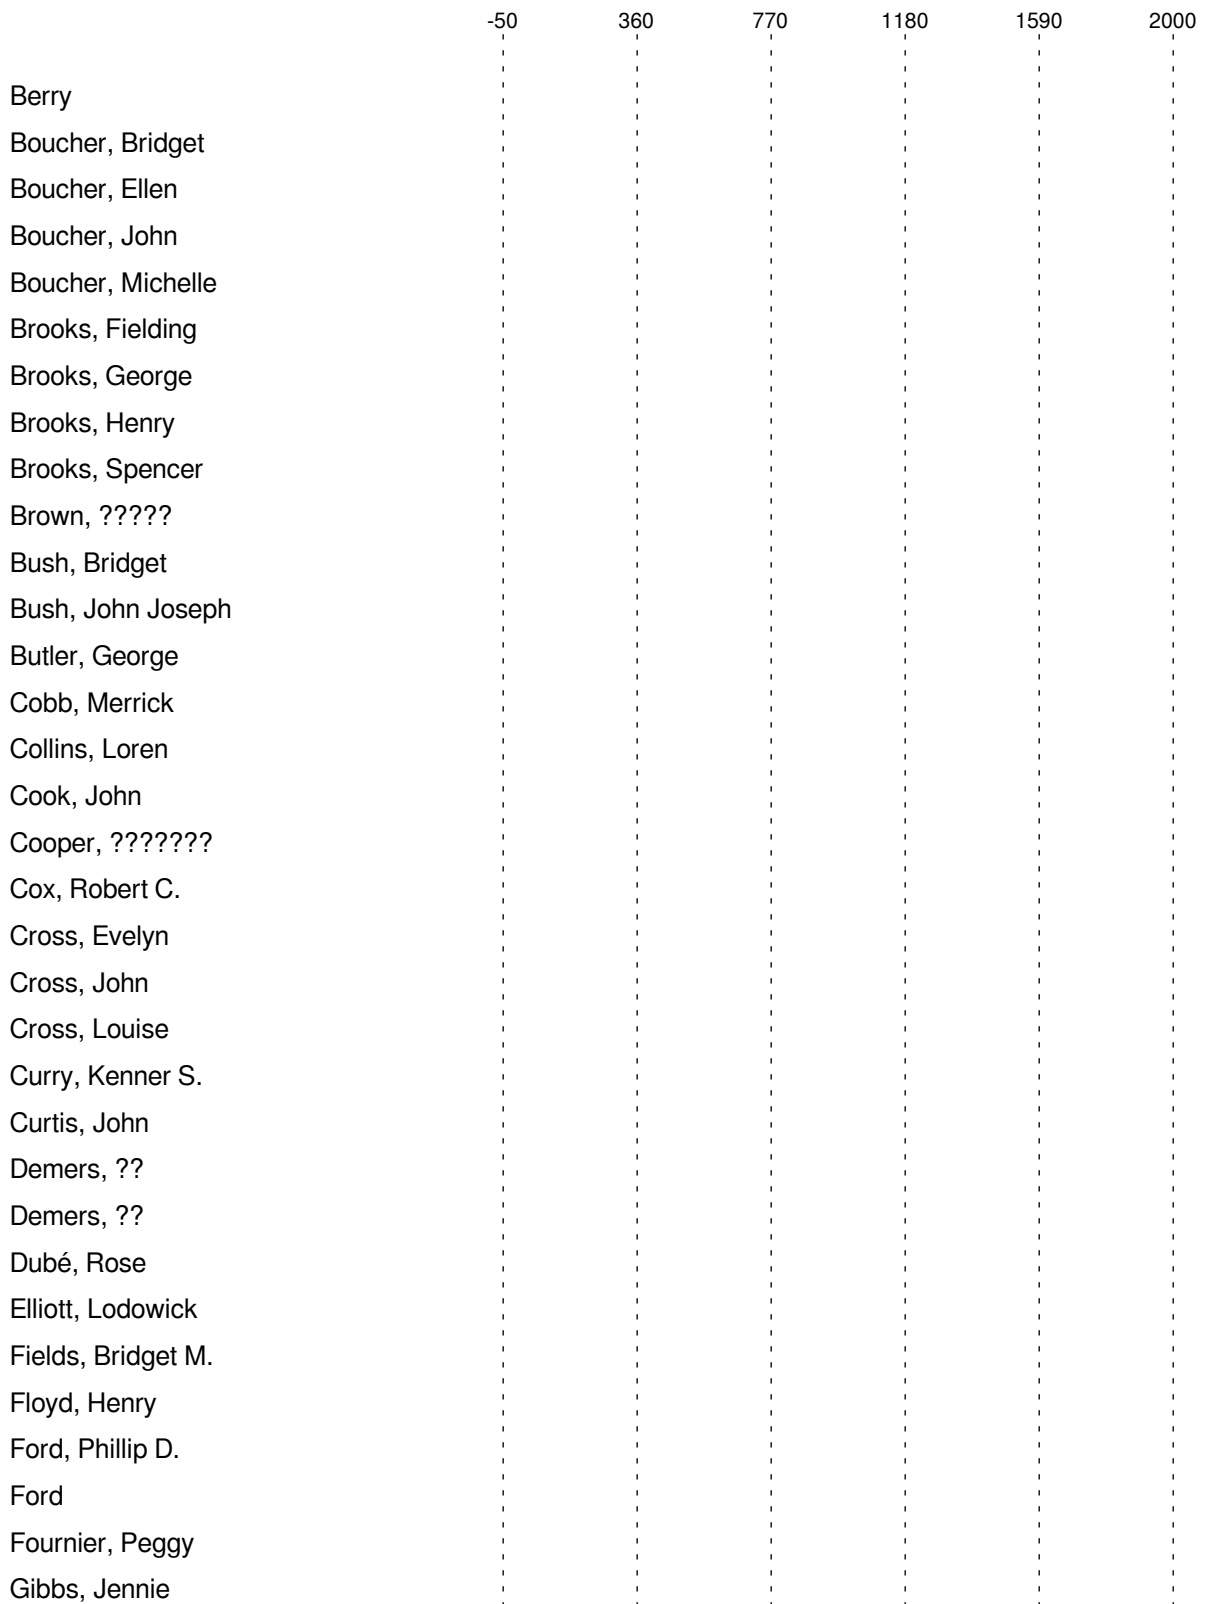 -50 360 770 1180 1590 2000
Berry
Boucher, Bridget
Boucher, Ellen
Boucher, John
Boucher, Michelle
Brooks, Fielding
Brooks, George
Brooks, Henry
Brooks, Spencer
Brown, ?????
Bush, Bridget
Bush, John Joseph
Butler, George
Cobb, Merrick
Collins, Loren
Cook, John
Cooper, ???????
Cox, Robert C.
Cross, Evelyn
Cross, John
Cross, Louise
Curry, Kenner S.
Curtis, John
Demers, ??
Demers, ??
Dubé, Rose
Elliott, Lodowick
Fields, Bridget M.
Floyd, Henry
Ford, Phillip D.
Ford
Fournier, Peggy
Gibbs, Jennie